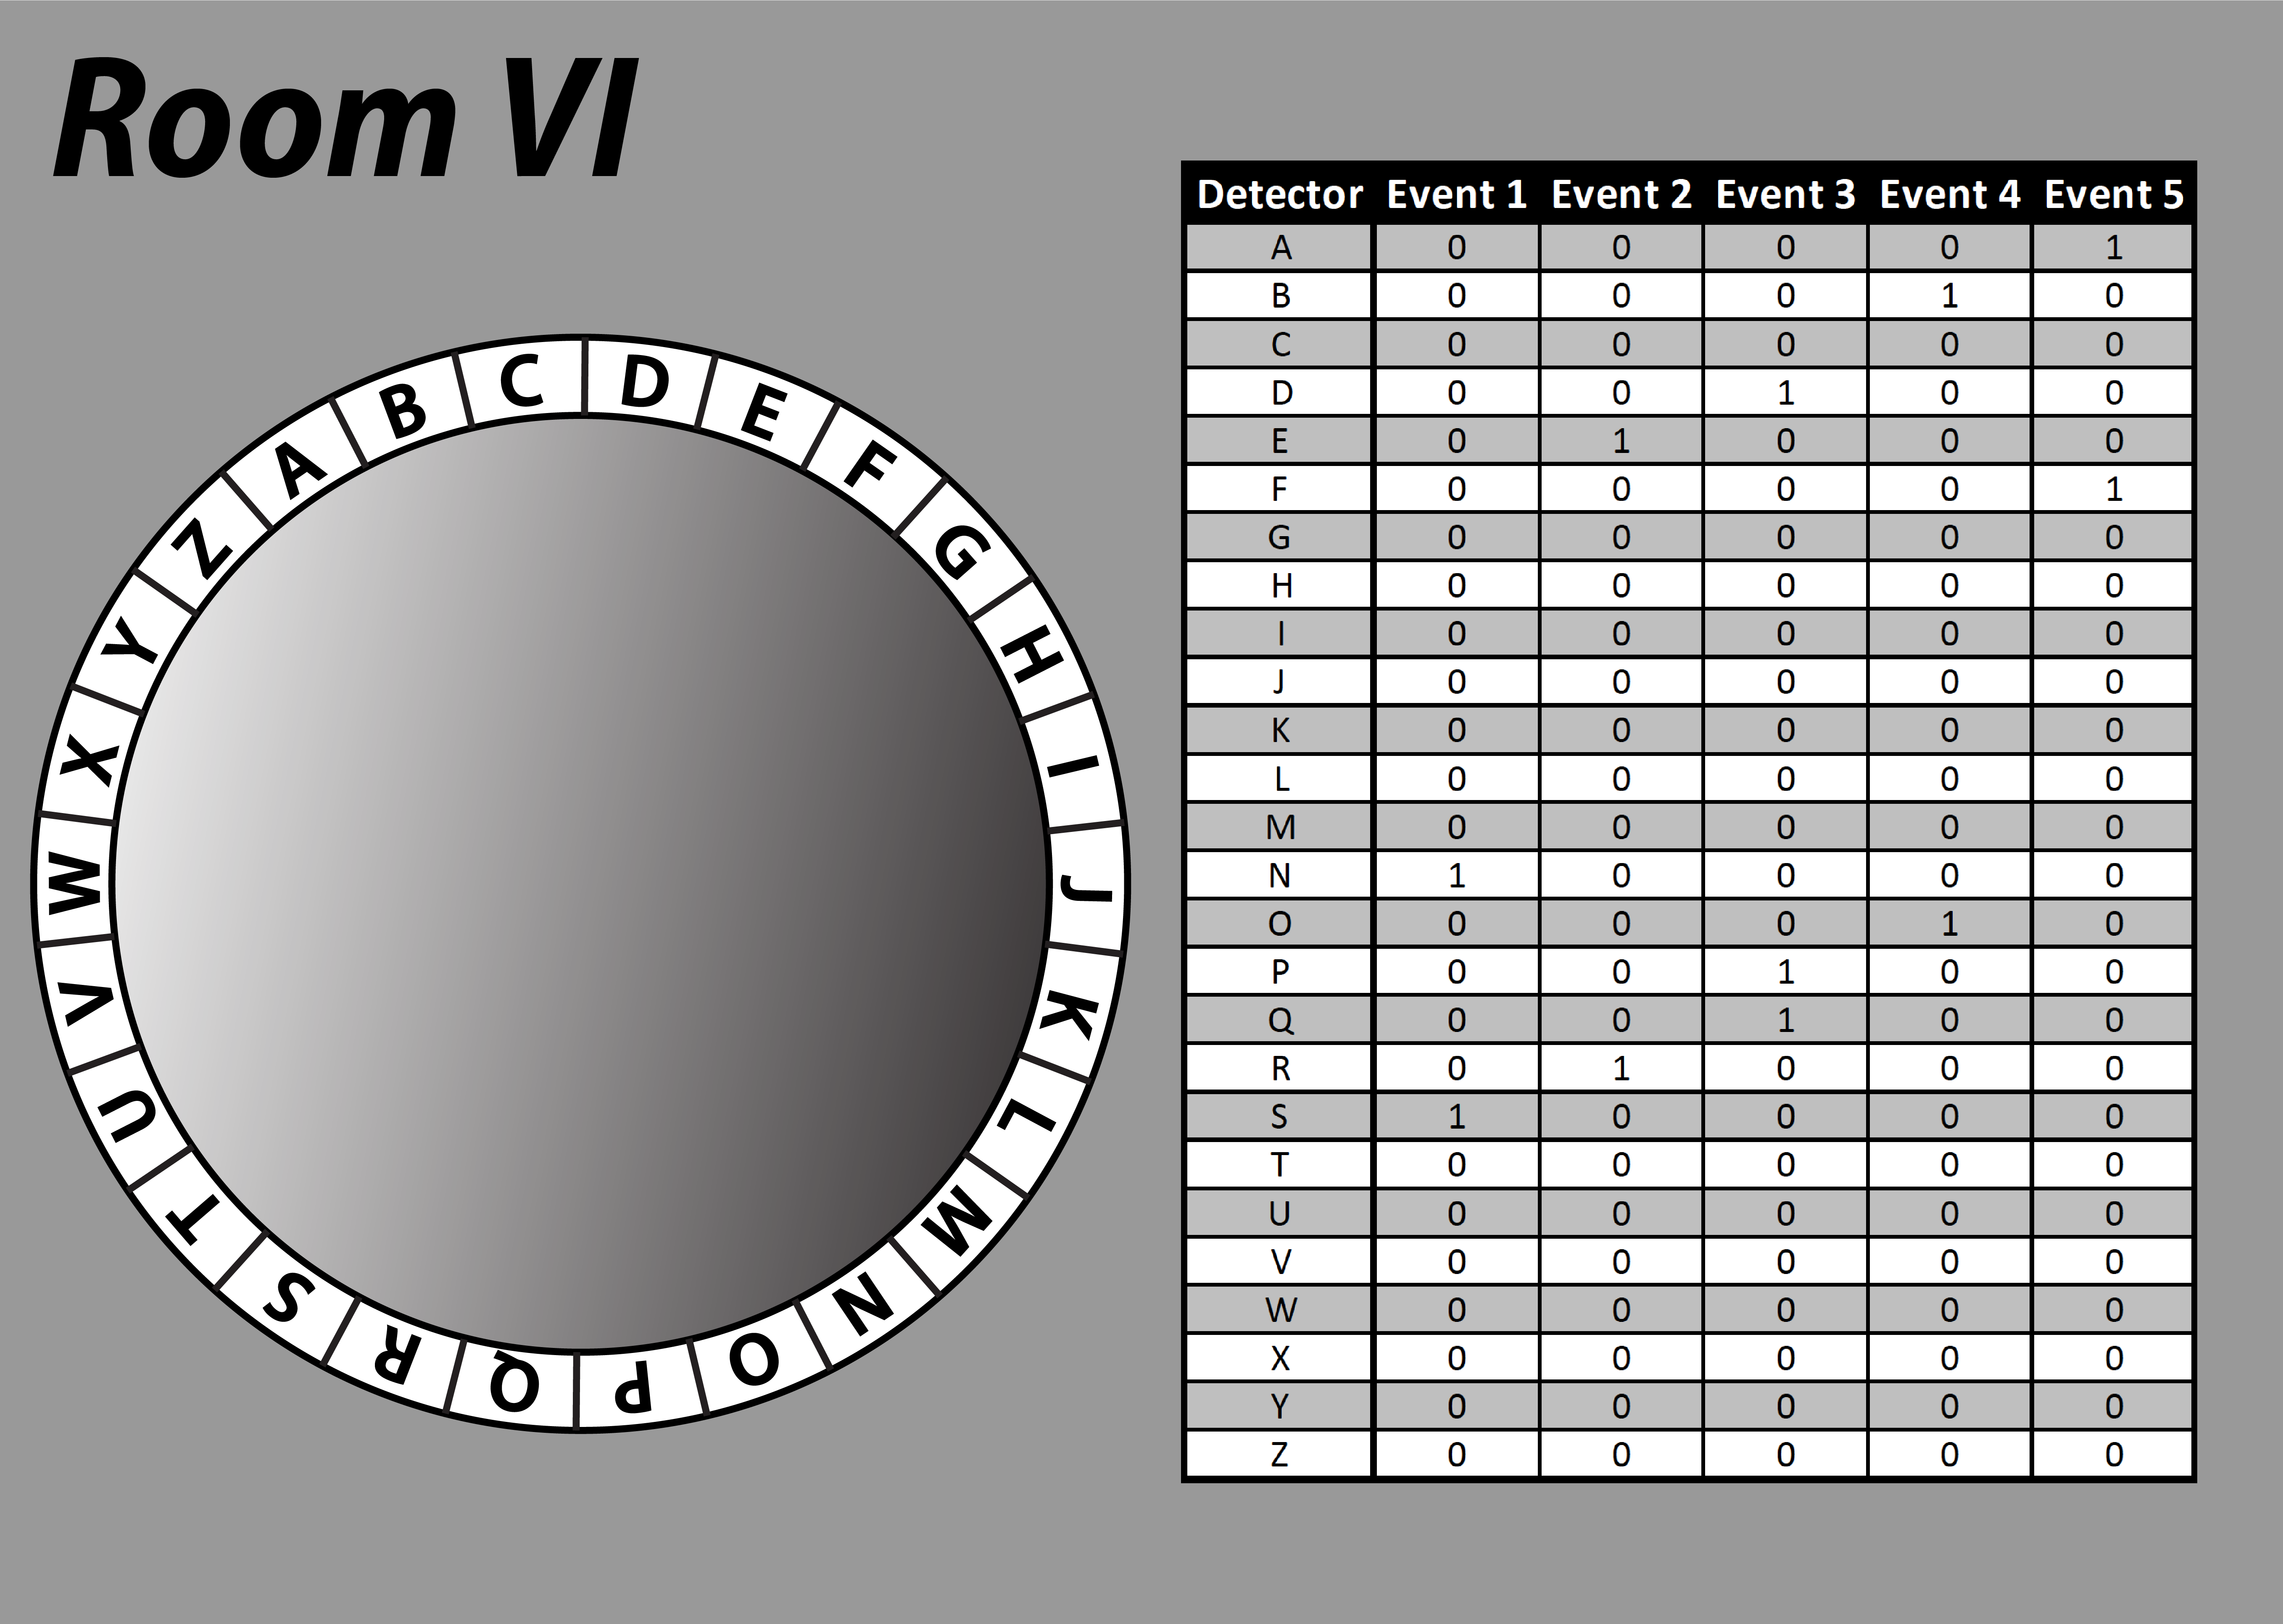 Room VI
A B C D E F G H I J K L M N O P Q R S T U V W X Y Z
Detector Event 1 Event 2 Event 3 Event 4 Event 5
A 0 0 0 0 1
B 0 0 0 1 0
C 0 0 0 0 0
D 0 0 1 0 0
E 0 1 0 0 0
F 0 0 0 0 1
G 0 0 0 0 0
H 0 0 0 0 0
I 0 0 0 0 0
J 0 0 0 0 0
K 0 0 0 0 0
L 0 0 0 0 0
M 0 0 0 0 0
N 1 0 0 0 0
O 0 0 0 1 0
P 0 0 1 0 0
Q 0 0 1 0 0
R 0 1 0 0 0
S 1 0 0 0 0
T 0 0 0 0 0
U 0 0 0 0 0
V 0 0 0 0 0
W 0 0 0 0 0
X 0 0 0 0 0
Y 0 0 0 0 0
Z 0 0 0 0 0